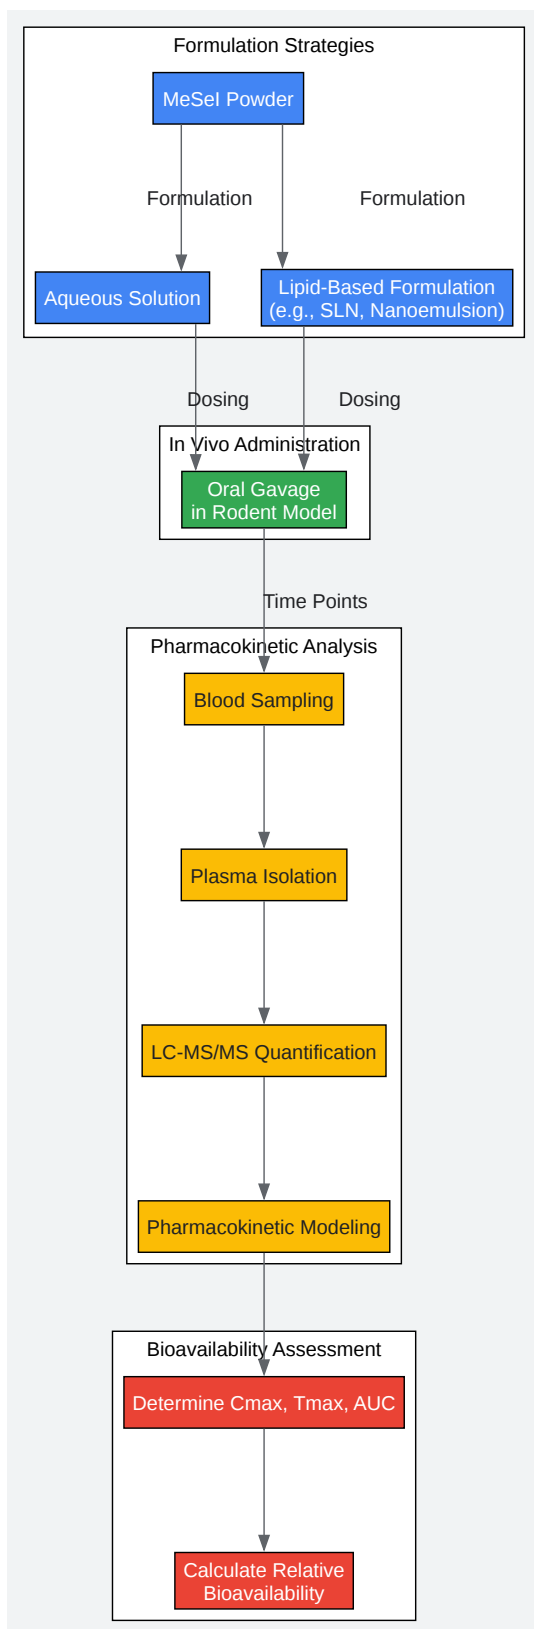 Formulation Strategies
MeSeI Powder
Formulation
Formulation
Aqueous Solution
Lipid-Based Formulation
(e.g., SLN, Nanoemulsion)
Dosing
Dosing
In Vivo Administration
Oral Gavage
in Rodent Model
Time Points
Pharmacokinetic Analysis
Blood Sampling
Plasma Isolation
LC-MS/MS Quantification
Pharmacokinetic Modeling
Bioavailability Assessment
Determine Cmax, Tmax, AUC
Calculate Relative
Bioavailability